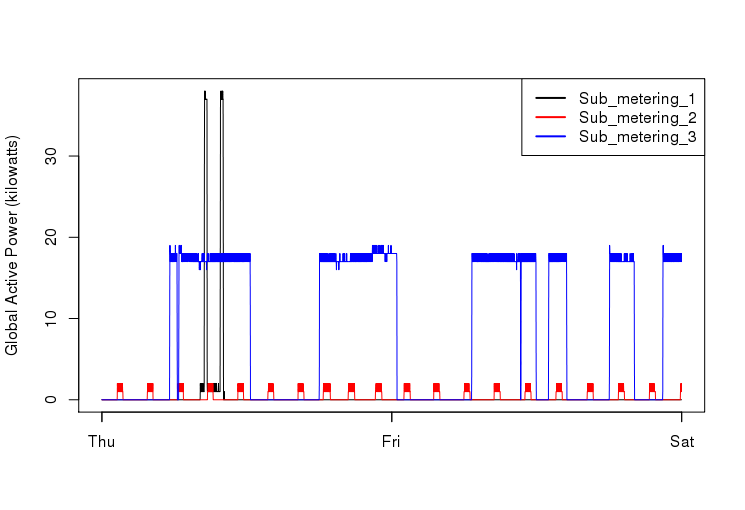 Sub_metering_1
Sub_metering_2
Sub_metering_3
Global Active Power (kilowatts)
30
20
10
0
Thu
Fri
Sat